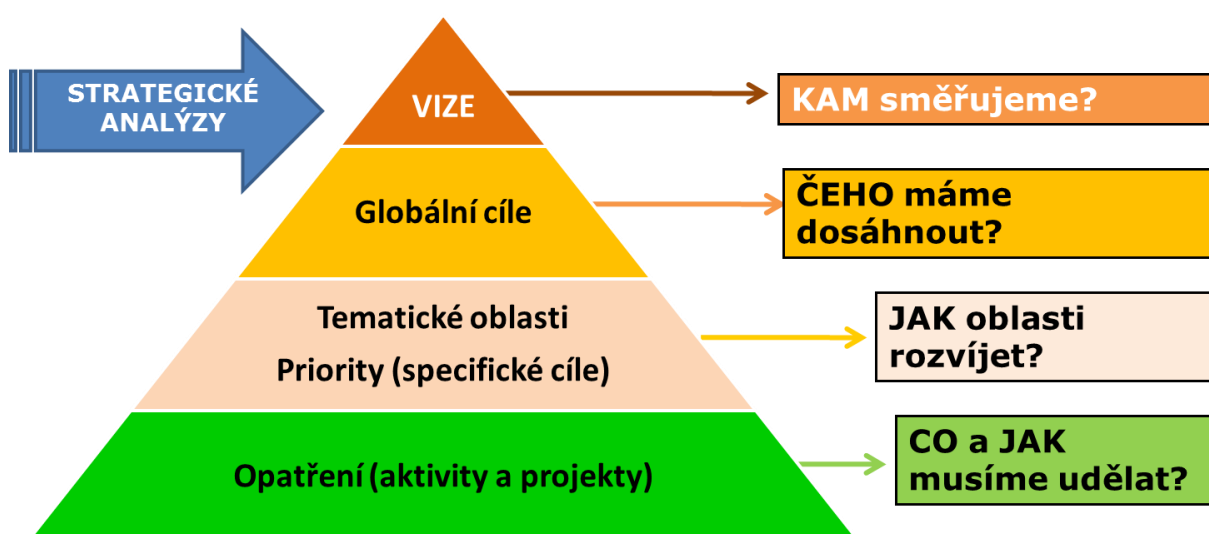 STRATEGICKÉ
ANALÝZY
VIZE
KAM směřujeme?
Globální cíle
ČEHO máme
dosáhnout?
Tematické oblasti
Priority (specifické cíle)
JAK oblasti
rozvíjet?
Opatření (aktivity a projekty)
CO a JAK
musíme udělat?